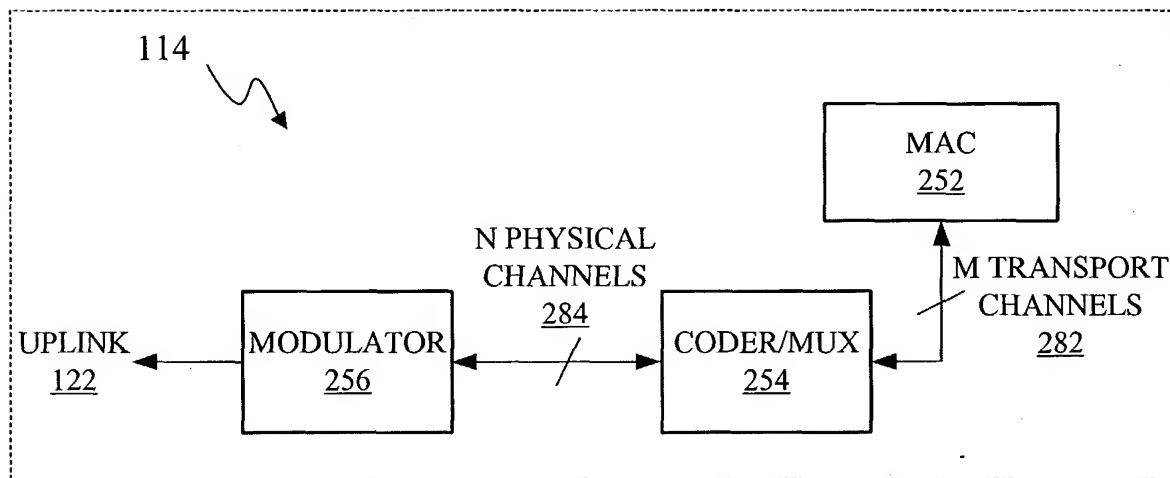 114
MAC
252
N PHYSICAL
CHANNELS
284
M TRANSPORT
CHANNELS
282
UPLINK
122
MODULATOR
256
CODER/MUX
254